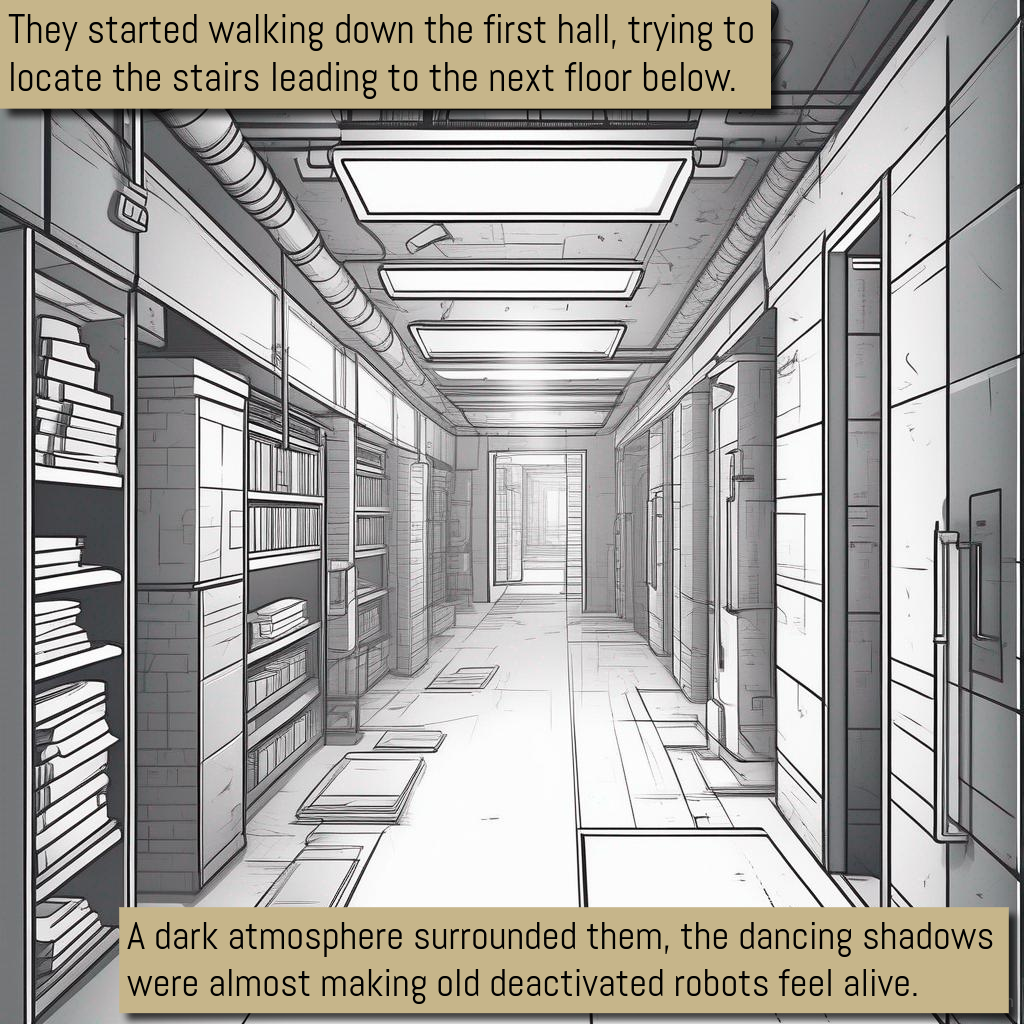 They started walking down the first hall, trying to
locate the stairs leading to the next floor below.
A dark atmosphere surrounded them, the dancing shadows
were almost making old deactivated robots feel alive.